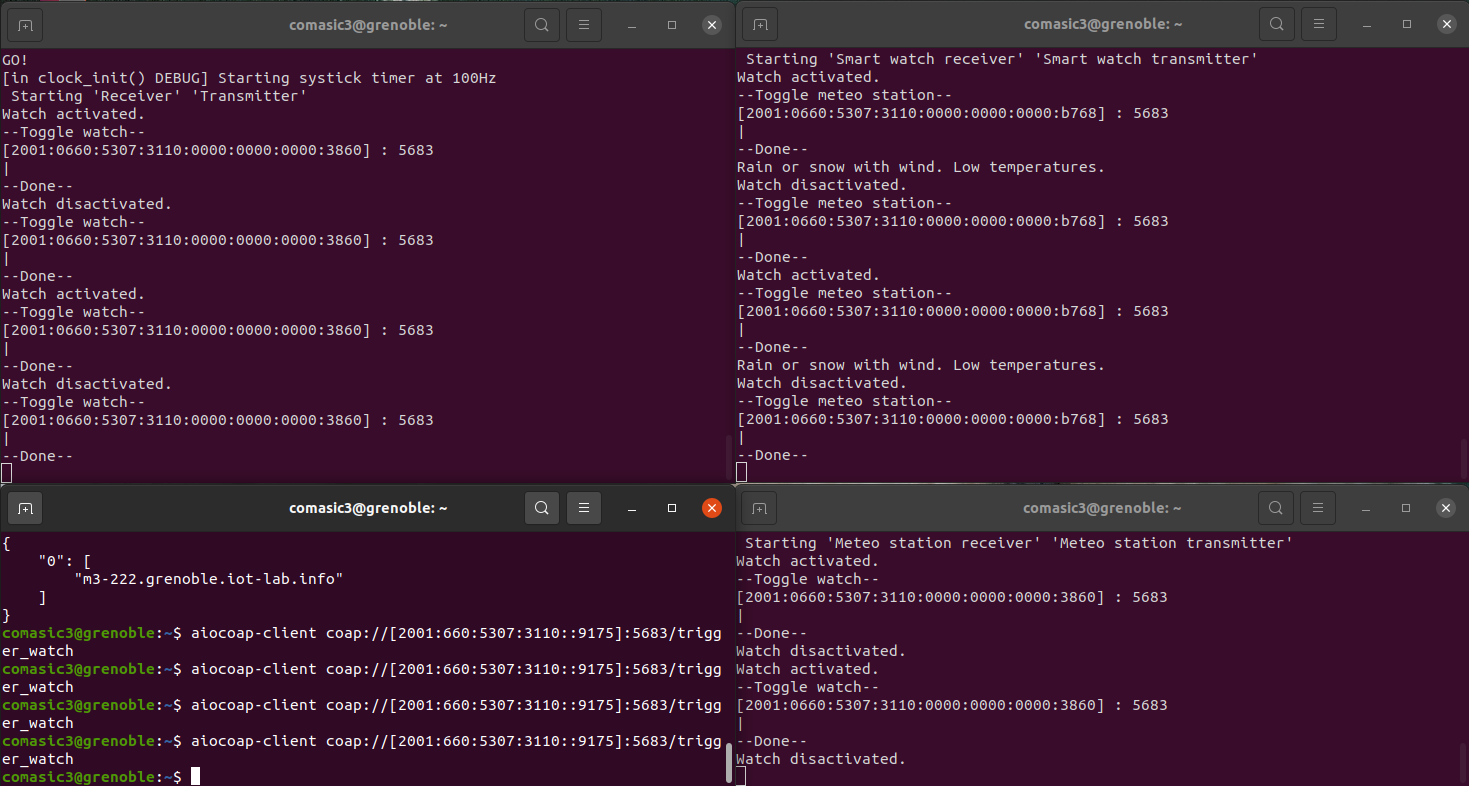 comasic3@grenoble: ~
GO!
[in clock_init() DEBUG] Starting systick timer at 100Hz
 Starting 'Receiver' 'Transmitter'
Watch activated.
--Toggle watch--
[2001:0660:5307:3110:0000:0000:0000:3860] : 5683
|
--Done--
Watch disactivated.
--Toggle watch--
[2001:0660:5307:3110:0000:0000:0000:3860] : 5683
|
--Done--
Watch activated.
--Toggle watch--
[2001:0660:5307:3110:0000:0000:0000:3860] : 5683
|
--Done--
Watch disactivated.
--Toggle watch--
[2001:0660:5307:3110:0000:0000:0000:3860] : 5683
|
--Done--
comasic3@grenoble: ~
 Starting 'Smart watch receiver' 'Smart watch transmitter'
Watch activated.
--Toggle meteo station--
[2001:0660:5307:3110:0000:0000:0000:b768] : 5683
|
--Done--
Rain or snow with wind. Low temperatures.
Watch disactivated.
--Toggle meteo station--
[2001:0660:5307:3110:0000:0000:0000:b768] : 5683
|
--Done--
Watch activated.
--Toggle meteo station--
[2001:0660:5307:3110:0000:0000:0000:b768] : 5683
|
--Done--
Rain or snow with wind. Low temperatures.
Watch disactivated.
--Toggle meteo station--
[2001:0660:5307:3110:0000:0000:0000:b768] : 5683
|
--Done--
comasic3@grenoble: ~
{
    "0": [
        "m3-222.grenoble.iot-lab.info"
    ]
}
comasic3@grenoble:~$ aiocoap-client coap://[2001:660:5307:3110::9175]:5683/trigg
er_watch
comasic3@grenoble:~$ aiocoap-client coap://[2001:660:5307:3110::9175]:5683/trigg
er_watch
comasic3@grenoble:~$ aiocoap-client coap://[2001:660:5307:3110::9175]:5683/trigg
er_watch
comasic3@grenoble:~$ aiocoap-client coap://[2001:660:5307:3110::9175]:5683/trigg
er_watch
comasic3@grenoble:~$
comasic3@grenoble: ~
 Starting 'Meteo station receiver' 'Meteo station transmitter'
Watch activated.
--Toggle watch--
[2001:0660:5307:3110:0000:0000:0000:3860] : 5683
|
--Done--
Watch disactivated.
Watch activated.
--Toggle watch--
[2001:0660:5307:3110:0000:0000:0000:3860] : 5683
|
--Done--
Watch disactivated.